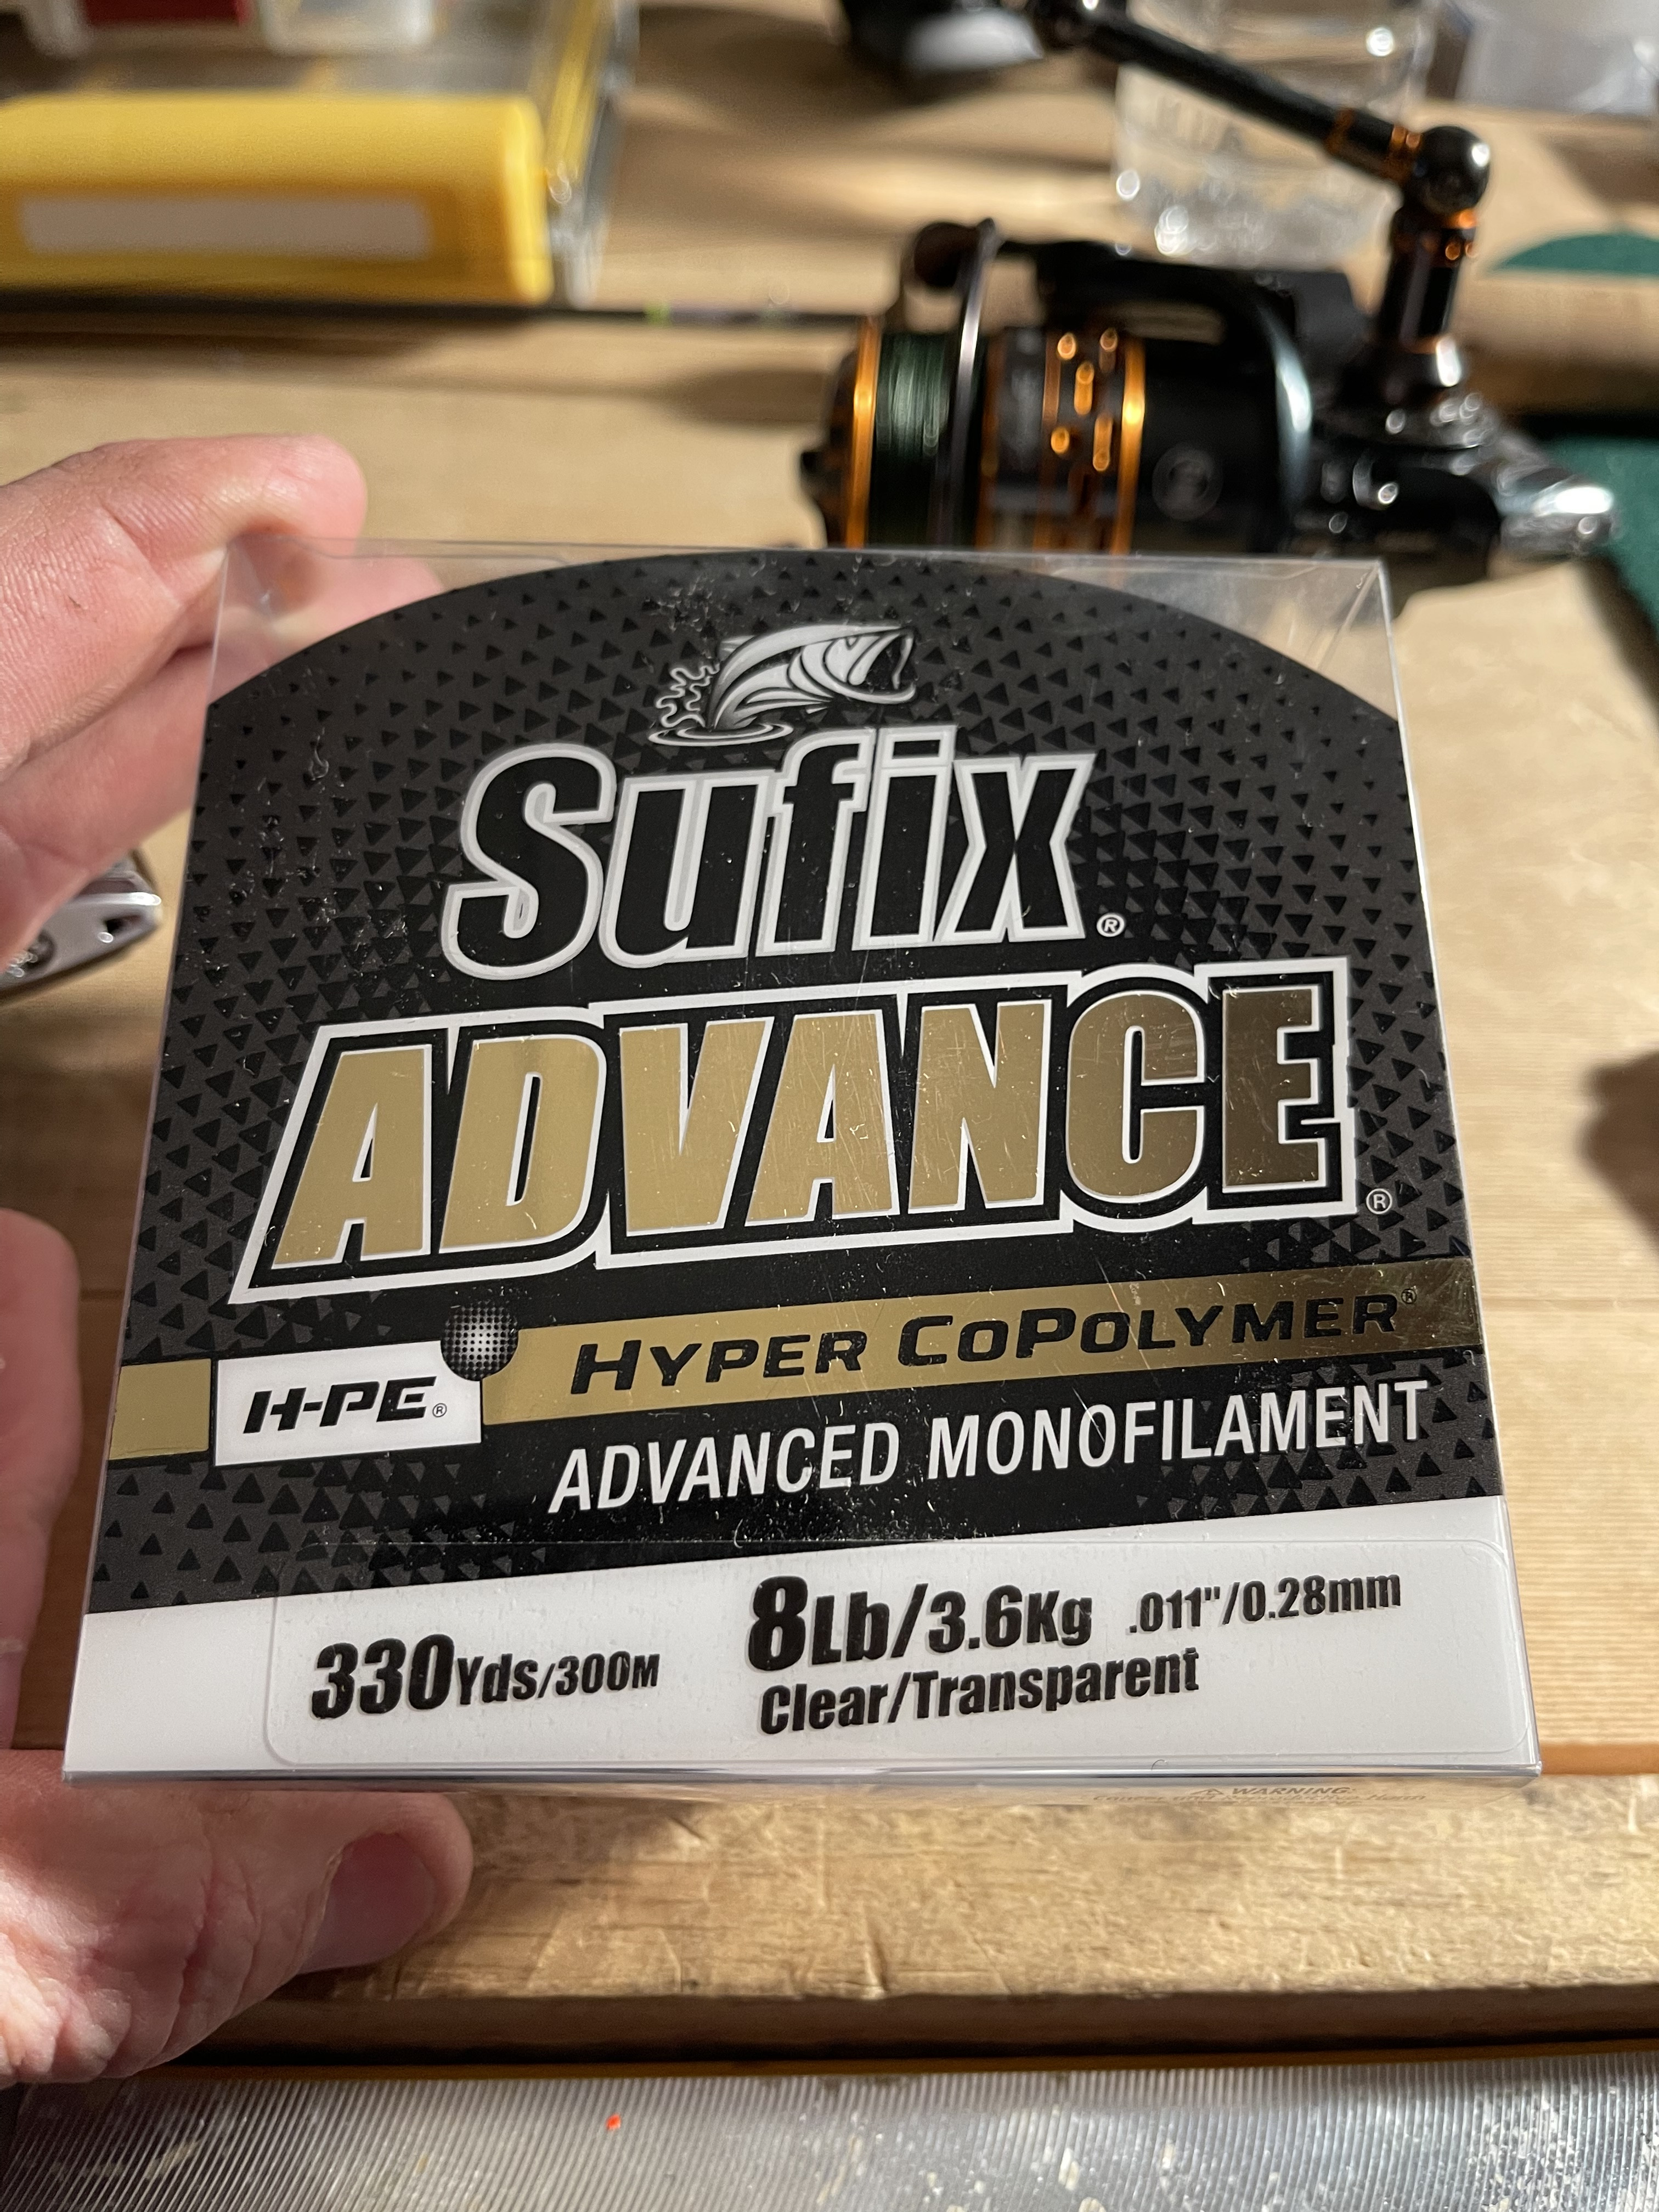 Sufix®
ADVANCE®
HYPER COPOLYMER®
H-PE®
ADVANCED MONOFILAMENT
8Lb/3.6Kg .011"/0.28mm
330Yds/300M
Clear/Transparent
WARNING: